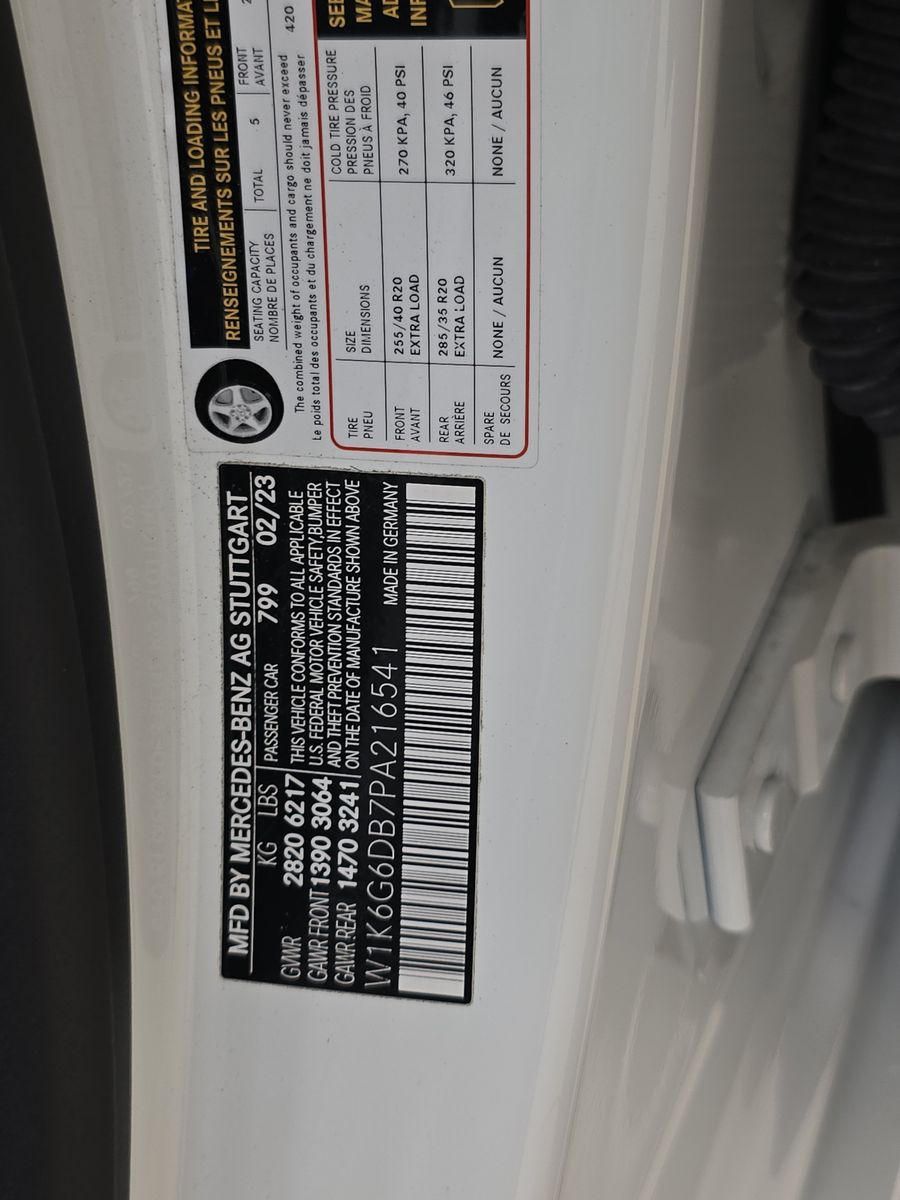 TIRE AND LOADING INFORMA
RENSEIGNEMENTS SUR LES PNEUS ET L
SEATING CAPACITY
NOMBRE DE PLACES
TOTAL 5
FRONT
AVANT
2
The combined weight of occupants and cargo should never exceed 420
Le poids total des occupants et du chargement ne doit jamais dépasser
TIRE
PNEU
SIZE
DIMENSIONS
COLD TIRE PRESSURE
PRESSION DES
PNEUS À FROID
FRONT
AVANT
255/40 R20
EXTRA LOAD
270 KPA, 40 PSI
REAR
ARRIÈRE
285/35 R20
EXTRA LOAD
320 KPA, 46 PSI
SPARE
DE SECOURS
NONE / AUCUN
NONE / AUCUN
SEE
MA
AD
INF
MFD BY MERCEDES-BENZ AG STUTTGART
KG LBS PASSENGER CAR 799 02/23
GWR 2820 6217
GAWR FRONT 1390 3064
GAWR REAR 1470 3241
THIS VEHICLE CONFORMS TO ALL APPLICABLE
U.S. FEDERAL MOTOR VEHICLE SAFETY,BUMPER
AND THEFT PREVENTION STANDARDS IN EFFECT
ON THE DATE OF MANUFACTURE SHOWN ABOVE
W1K6G6DB7PA216541 MADE IN GERMANY